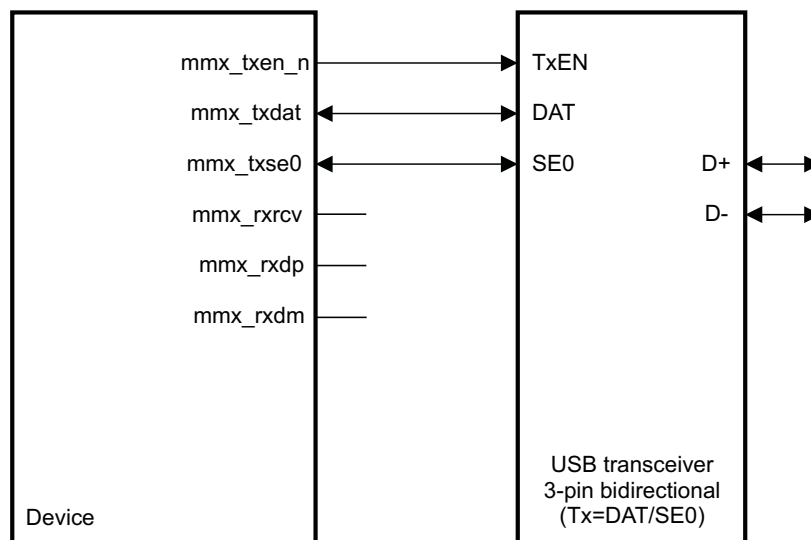 mmx_txen_n TxEN
mmx_txdat DAT
mmx_txse0 SE0 D+
mmx_rxrcv D-
mmx_rxdp
mmx_rxdm
USB transceiver
3-pin bidirectional
(Tx=DAT/SE0)
Device